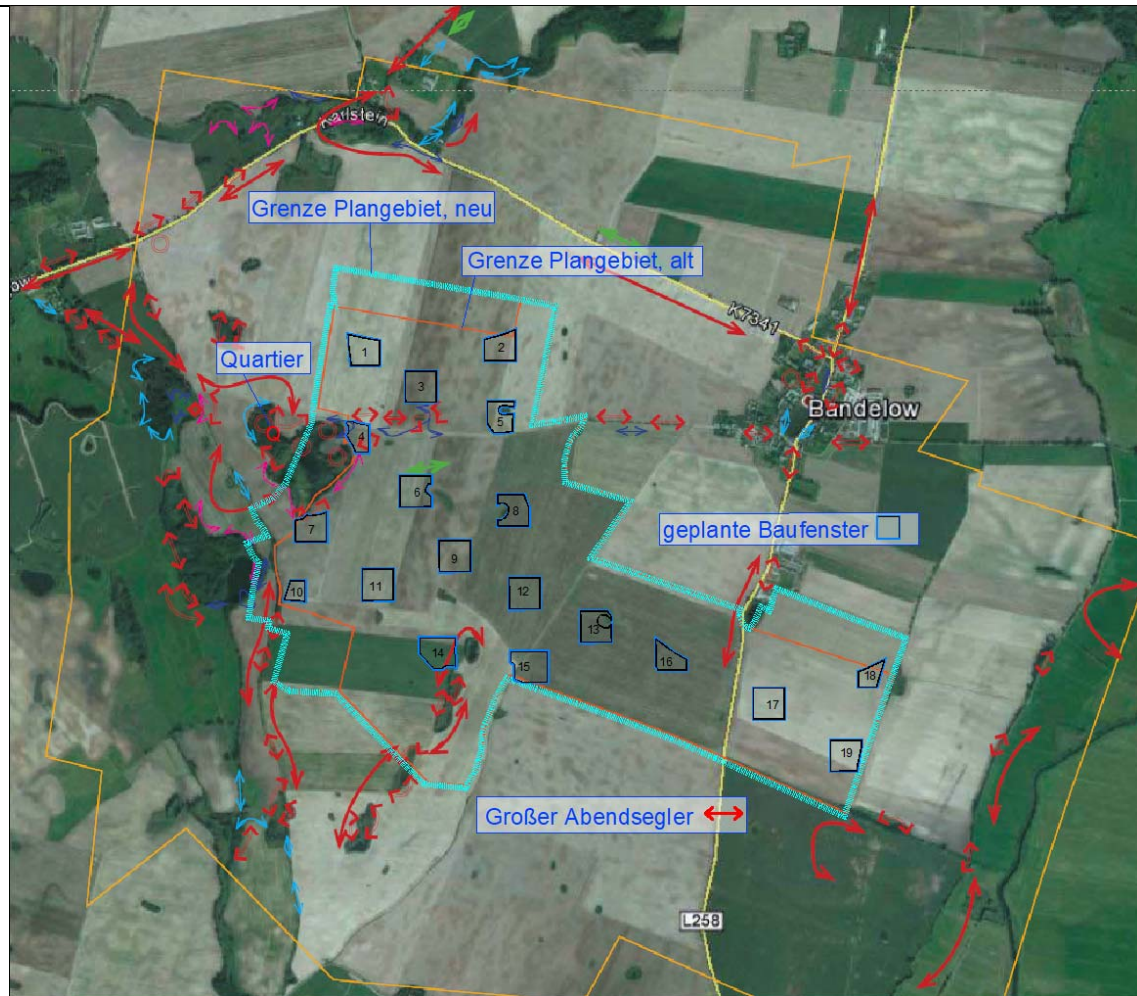 Karlstein
Grenze Plangebiet, neu
Grenze Plangebiet, alt
K7341
Quartier
Bandelow
1
2
3
4
5
6
7
8
geplante Baufenster
9
10
11
12
13
14
15
16
17
18
19
Großer Abendsegler
L258